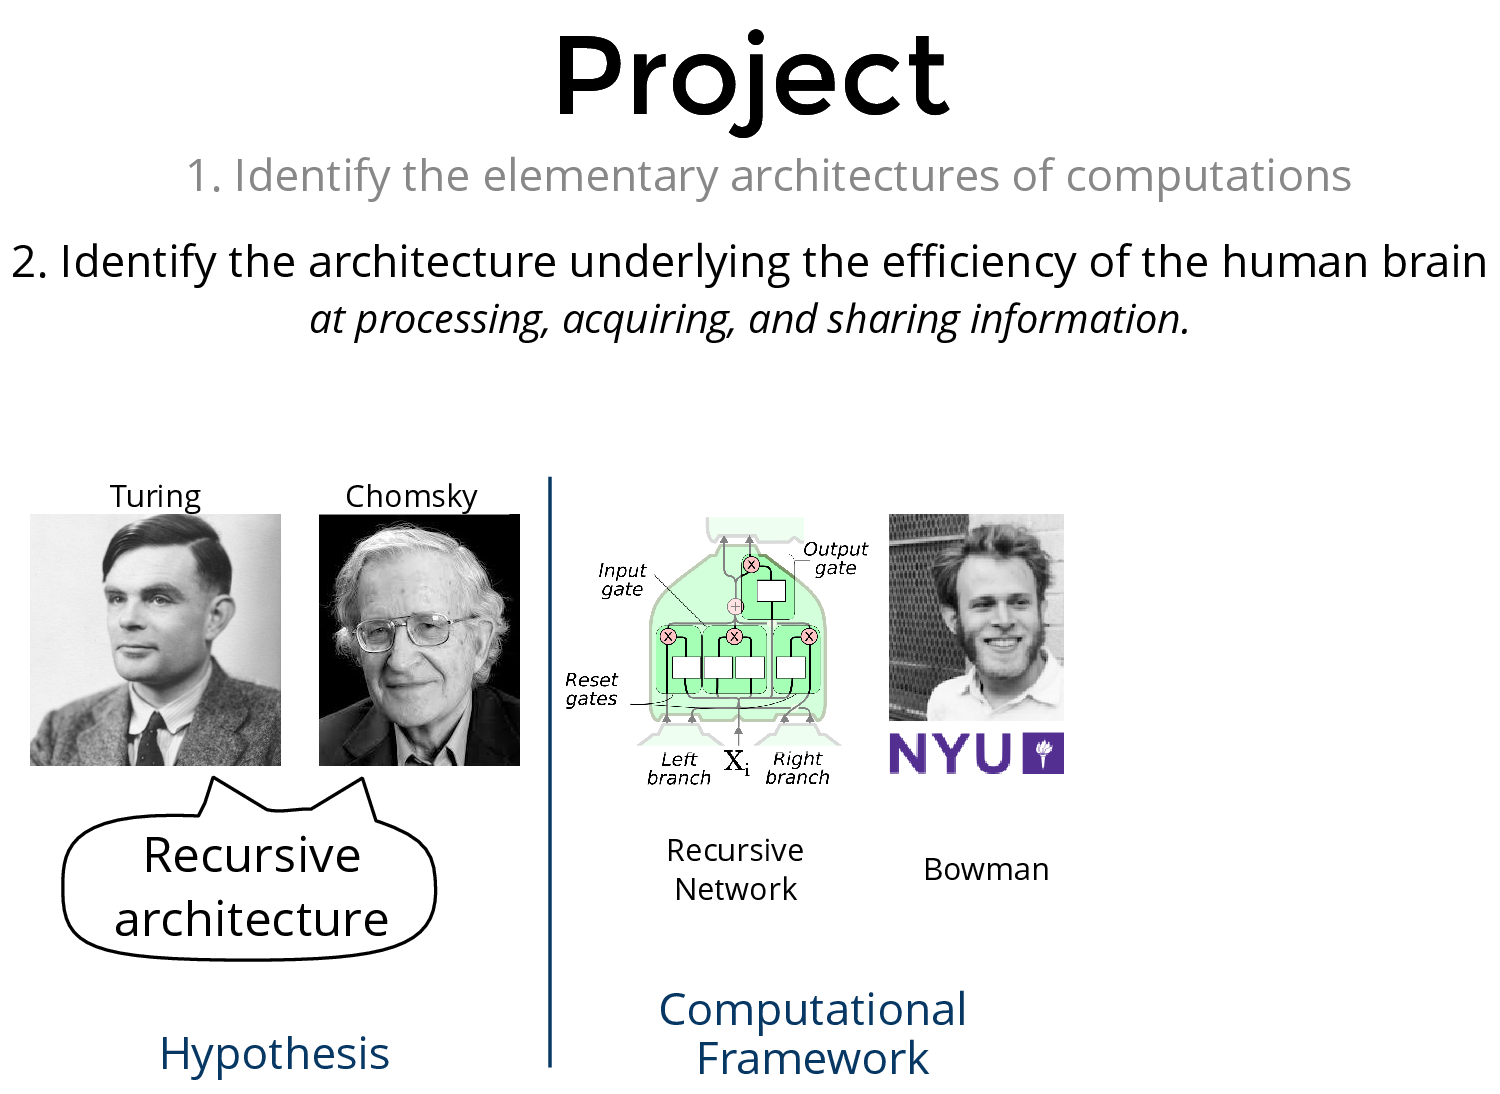 Project
1. Identify the elementary architectures of computations
2. Identify the architecture underlying the efficiency of the human brain
at processing, acquiring, and sharing information.
Turing
Chomsky
Recursive
architecture
Hypothesis
Output
gate
Input
gate
x
+
x
x
x
Reset
gates
Left
branch
Xi
Right
branch
Recursive
Network
NYU
Bowman
Computational
Framework